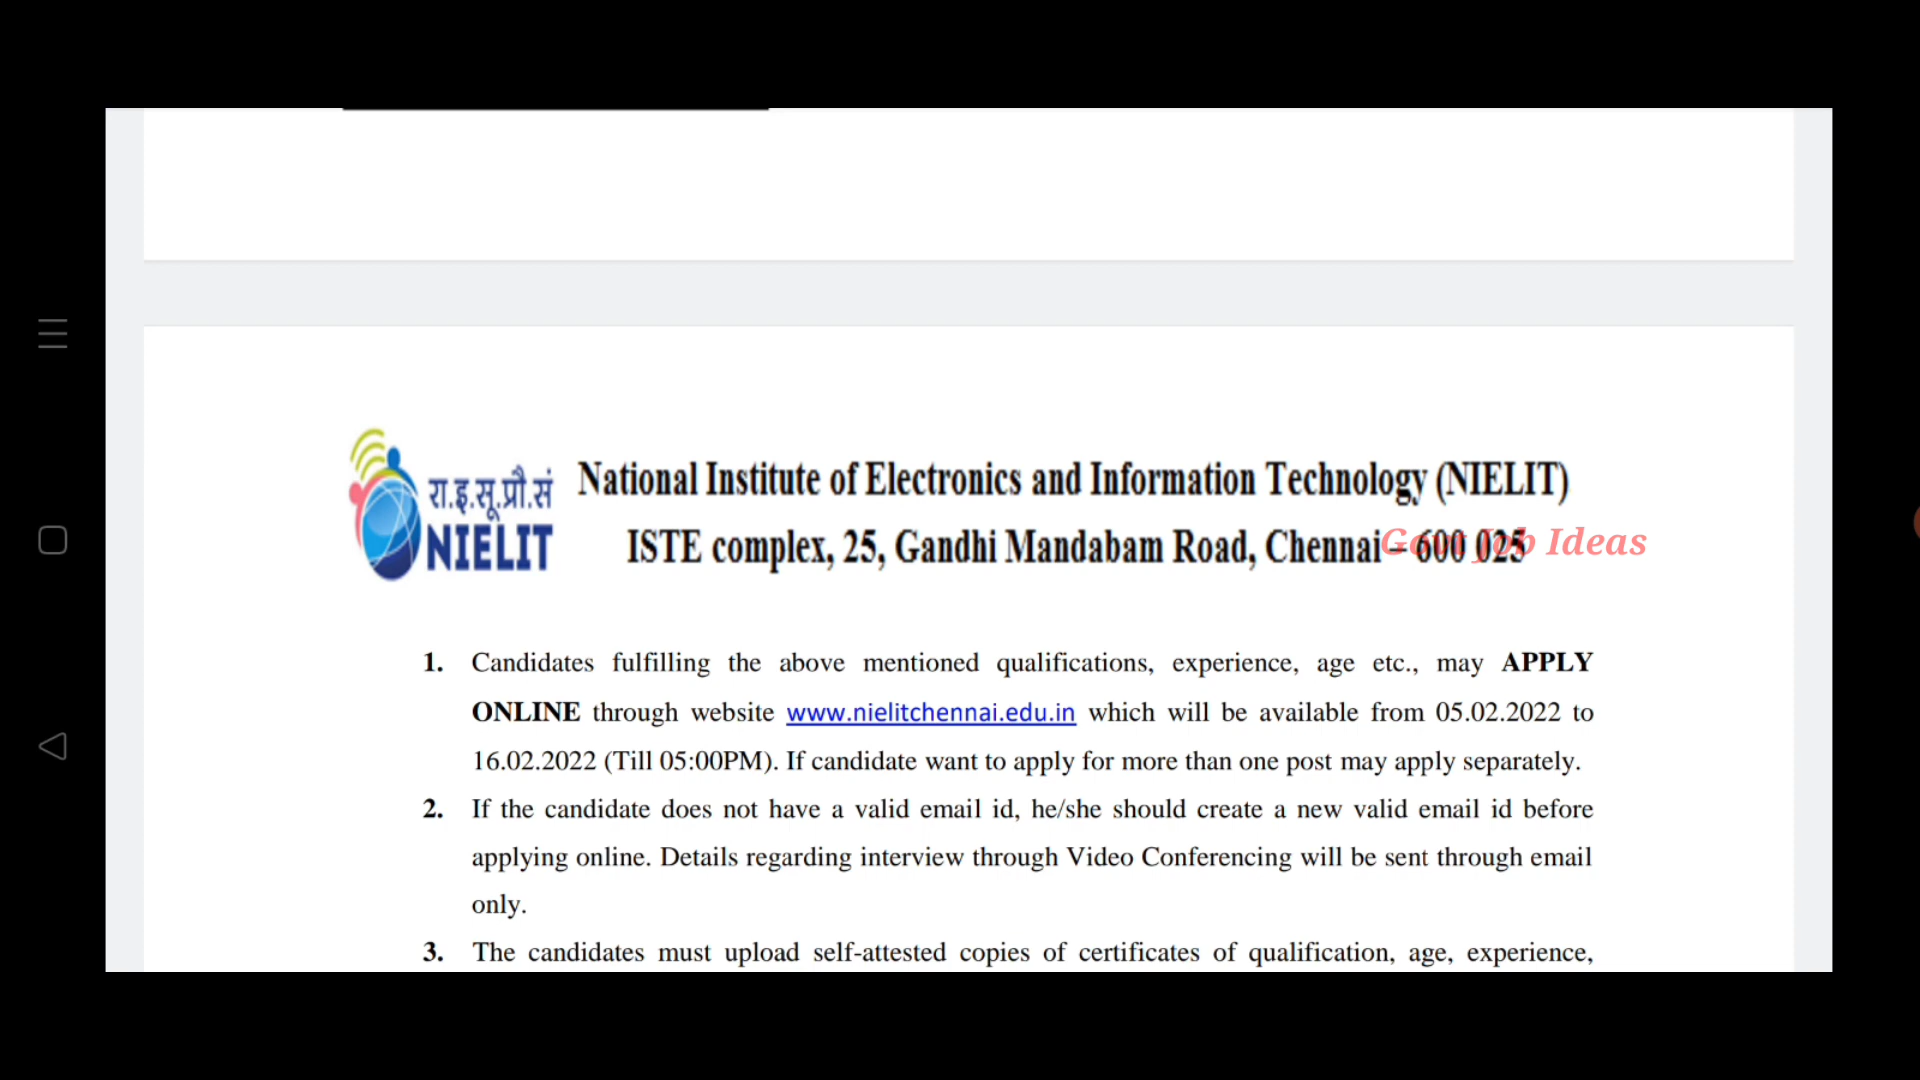 रा.इ.सू.प्रौ.सं
NIELIT
National Institute of Electronics and Information Technology (NIELIT)
ISTE complex, 25, Gandhi Mandabam Road, Chennai – 600 025
Govt Job Ideas
1. Candidates fulfilling the above mentioned qualifications, experience, age etc., may APPLY
ONLINE through website www.nielitchennai.edu.in which will be available from 05.02.2022 to
16.02.2022 (Till 05:00PM). If candidate want to apply for more than one post may apply separately.
2. If the candidate does not have a valid email id, he/she should create a new valid email id before
applying online. Details regarding interview through Video Conferencing will be sent through email
only.
3. The candidates must upload self-attested copies of certificates of qualification, age, experience,